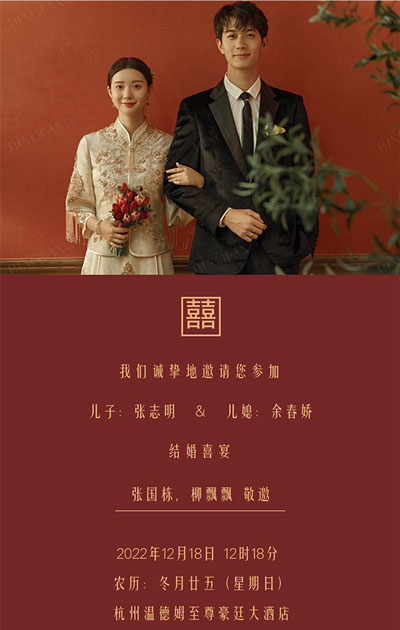 囍
我们诚挚地邀请您参加
儿子：张志明 & 儿媳：余春娇
结婚喜宴
张国栋，柳飘飘 敬邀
2022年12月18日 12时18分
农历：冬月廿五（星期日）
杭州温德姆至尊豪廷大酒店